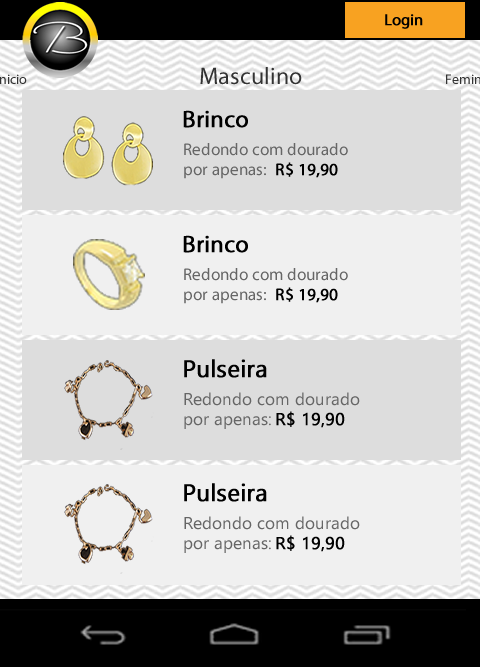 B
Login
nicio
Masculino
Femin
Brinco
Redondo com dourado
por apenas: R$ 19,90
Brinco
Redondo com dourado
por apenas: R$ 19,90
Pulseira
Redondo com dourado
por apenas: R$ 19,90
Pulseira
Redondo com dourado
por apenas: R$ 19,90